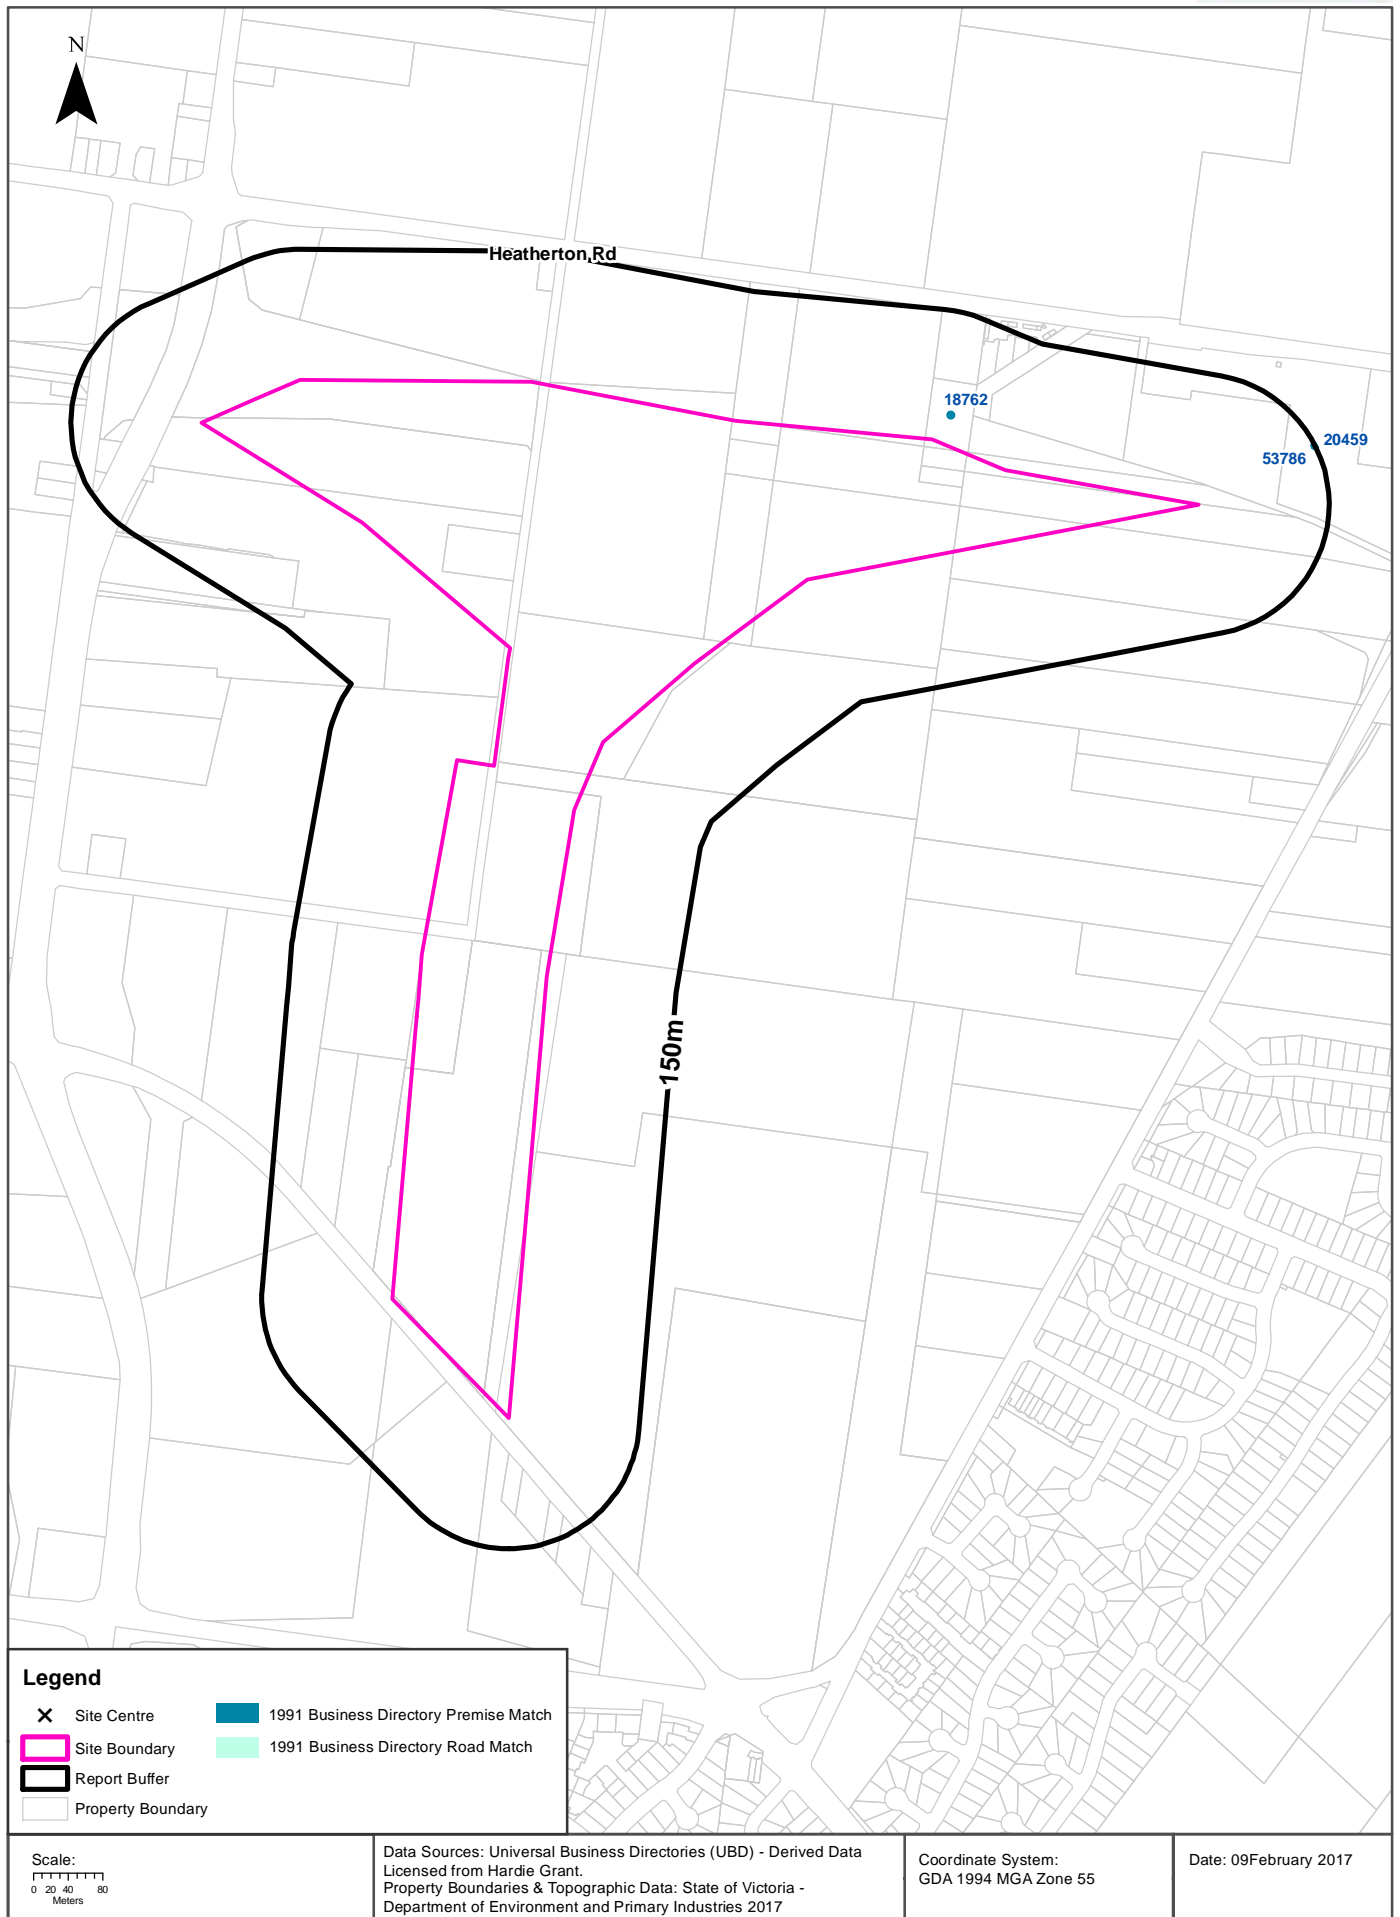 N
Heatherton Rd
18762
20459
53786
150m
Legend
Site Centre
1991 Business Directory Premise Match
Site Boundary
1991 Business Directory Road Match
Report Buffer
Property Boundary
Scale:
0 20 40 80
Meters
Data Sources: Universal Business Directories (UBD) - Derived Data
Licensed from Hardie Grant.
Property Boundaries & Topographic Data: State of Victoria -
Department of Environment and Primary Industries 2017
Coordinate System:
GDA 1994 MGA Zone 55
Date: 09February 2017